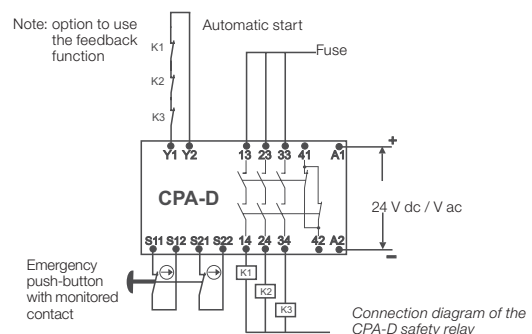 Note: option to use
the feedback
function
Automatic start
K1
K2
K3
Fuse
Y1 Y2 13 23 33 41 A1
+
CPA-D
24 V dc / V ac
S11 S12 S21 S22 14 24 34 42 A2
–
Emergency
push-button
with monitored
contact
K1
K2
K3
Connection diagram of the
CPA-D safety relay